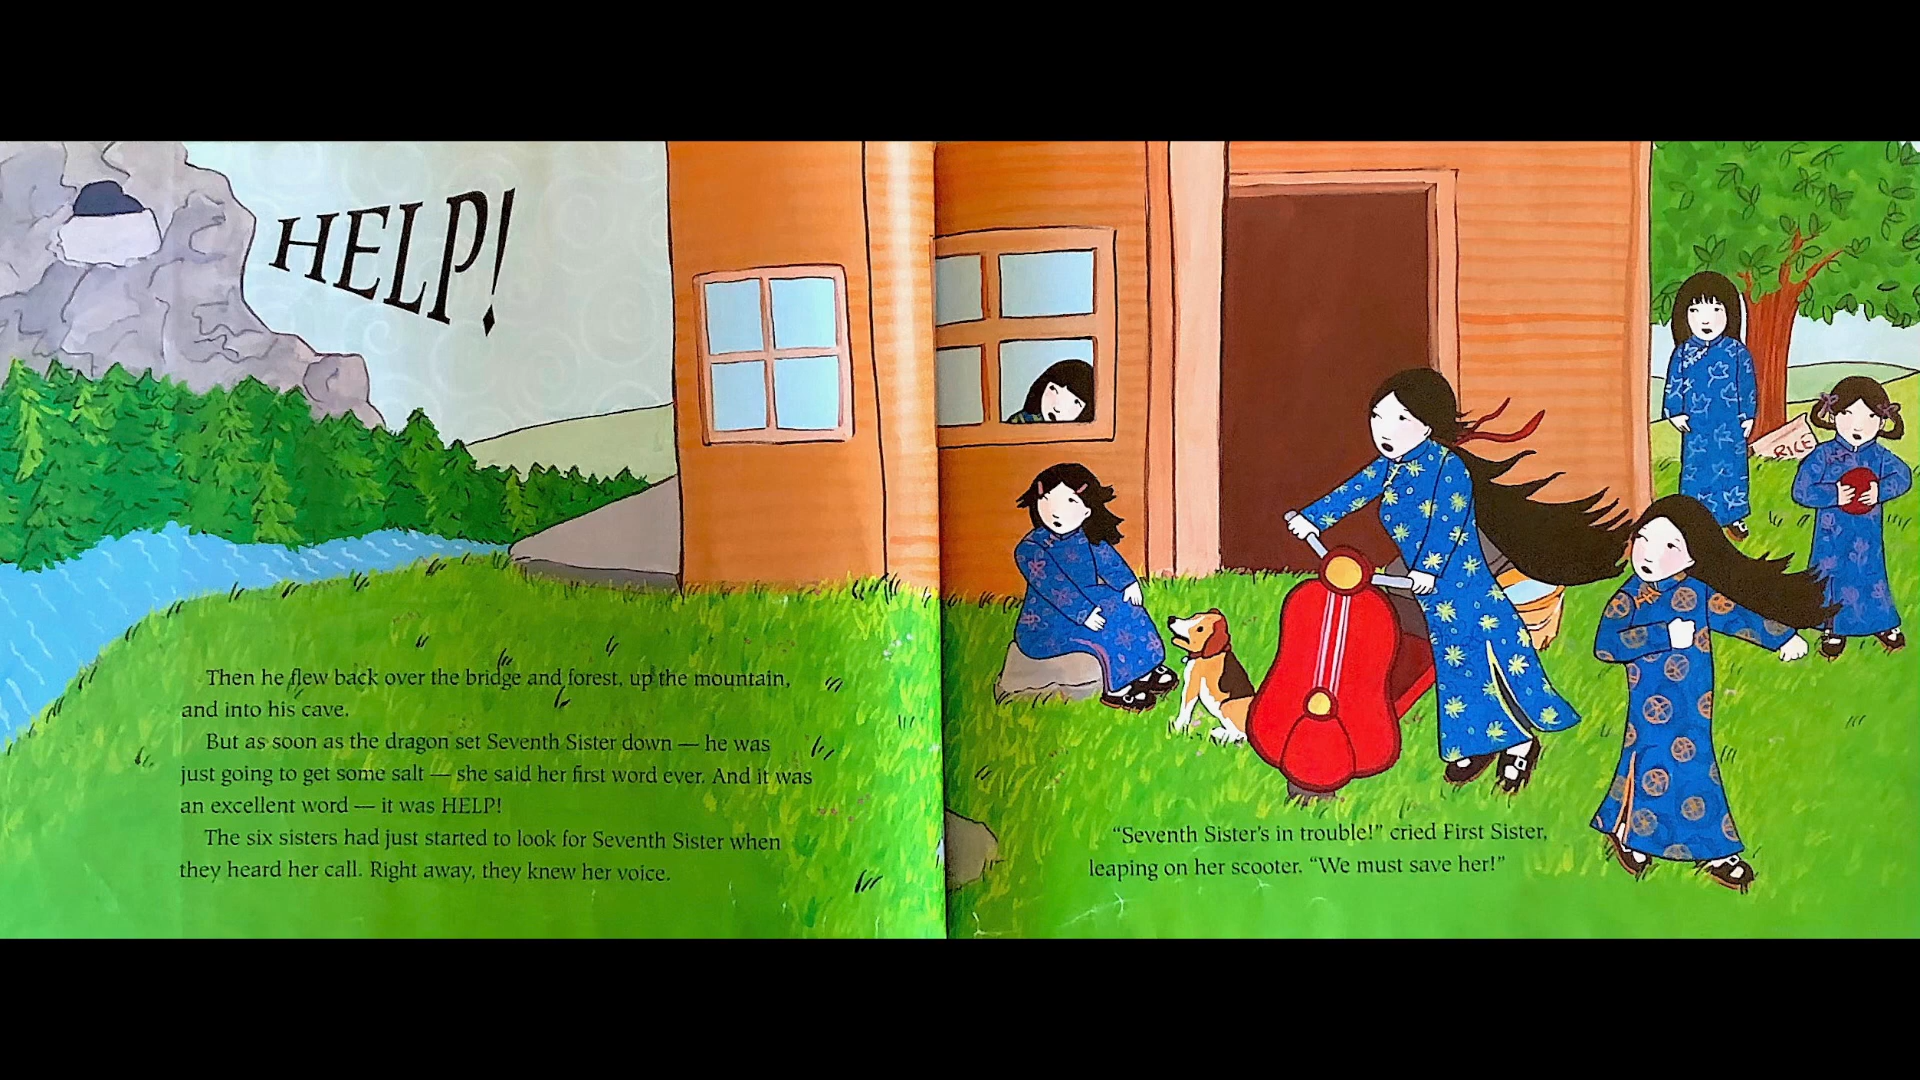 HELP!
Then he flew back over the bridge and forest, up the mountain,
and into his cave.
But as soon as the dragon set Seventh Sister down — he was
just going to get some salt — she said her first word ever. And it was
an excellent word — it was HELP!
The six sisters had just started to look for Seventh Sister when
they heard her call. Right away, they knew her voice.
RICE
“Seventh Sister’s in trouble!” cried First Sister,
leaping on her scooter. “We must save her!”